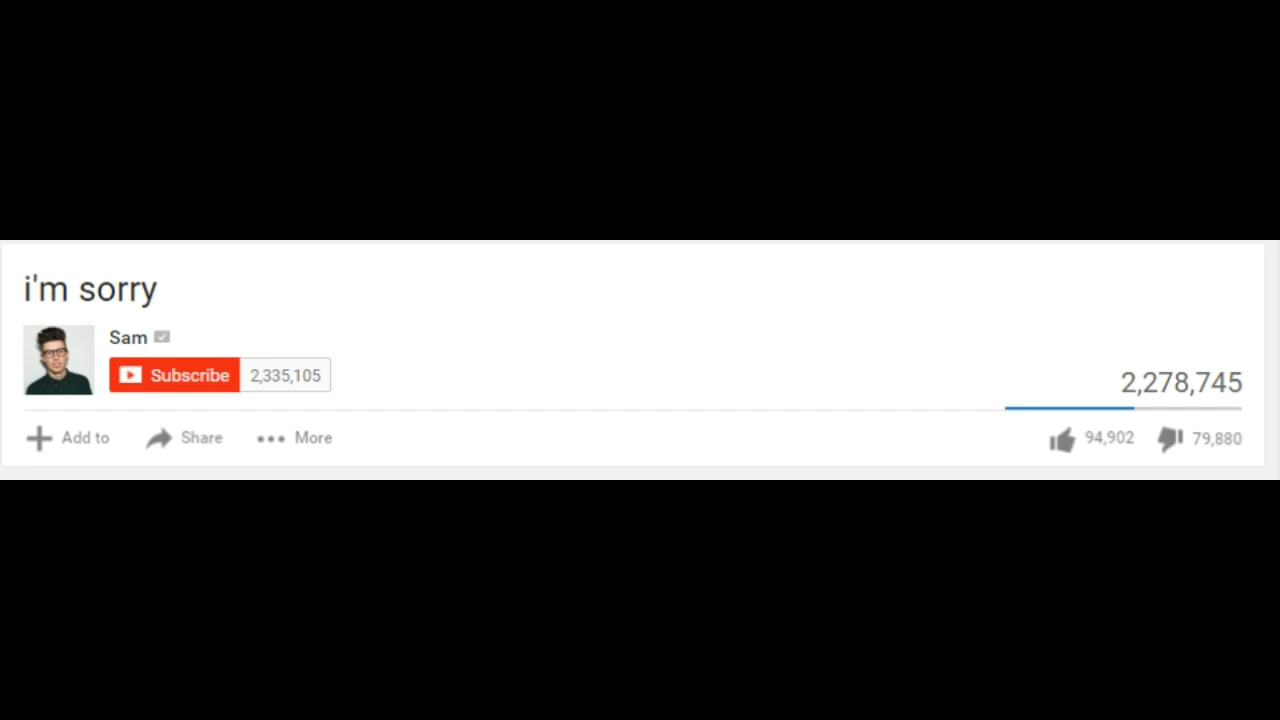 i'm sorry
Sam
Subscribe 2,335,105
2,278,745
Add to Share More 94,902 79,880